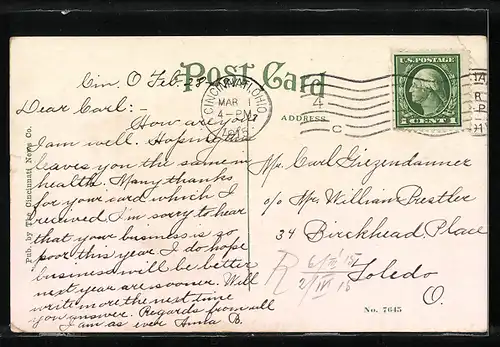 Cin. O Feb. 28
Post Card
CINCINNATI, OHIO
MAR 1
4-PM
4
C
ADDRESS
U.S. POSTAGE
1 CENT 1
Dear Carl:-
How are you
I am well. Hoping this
leaves you the same in
health. Many thanks
for your card which I
received. I'm sorry to hear
that your business is so
poor this year. I do hope
business will be better
next year are sooner. Will
write more the next time
you answer. Regards from all
I am as ever Anna B.
Mr. Carl Griezendanner
c/o Mr. William Prestler
34 Birckhead Place
Toledo
O.
R
No. 7645
Pub. by The Cincinnati News Co.